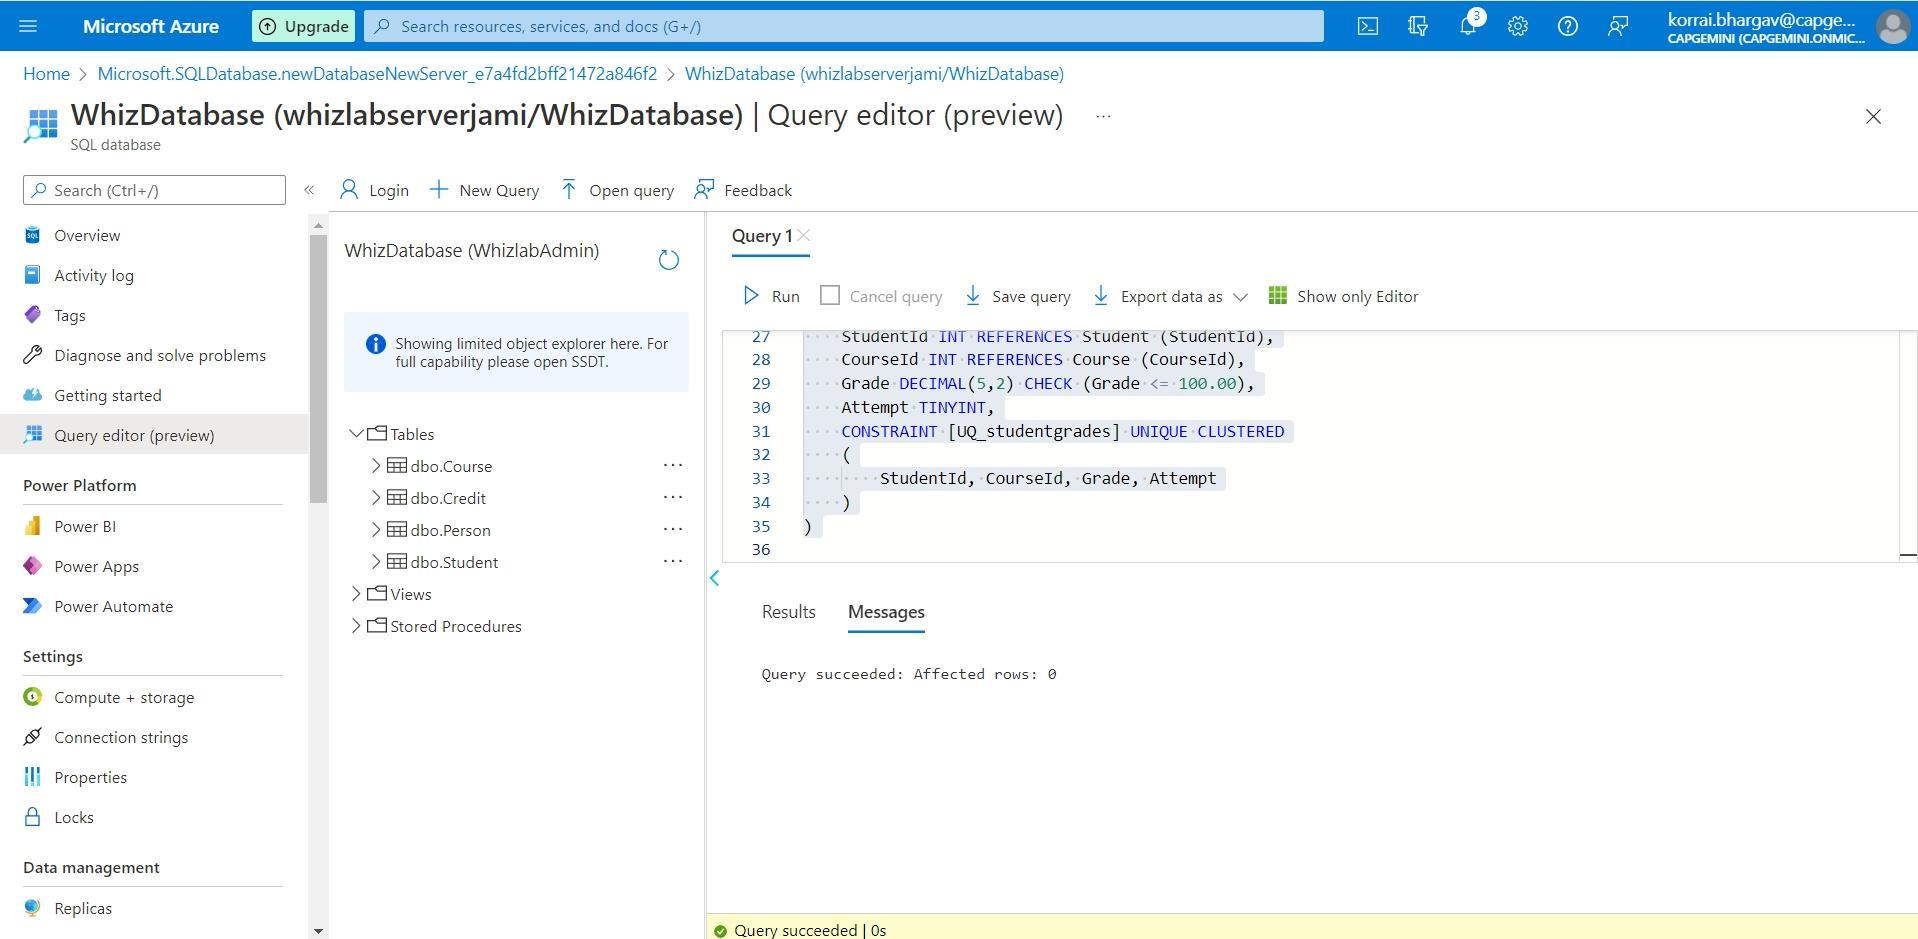 Microsoft Azure
Upgrade
Search resources, services, and docs (G+/)
3
korrai.bhargav@capge...
CAPGEMINI (CAPGEMINI.ONMIC...
Home > Microsoft.SQLDatabase.newDatabaseNewServer_e7a4fd2bff21472a846f2 > WhizDatabase (whizlabserverjami/WhizDatabase)
WhizDatabase (whizlabserverjami/WhizDatabase) | Query editor (preview) ...
SQL database
Search (Ctrl+/)
«
Overview
Activity log
Tags
Diagnose and solve problems
Getting started
Query editor (preview)
Power Platform
Power BI
Power Apps
Power Automate
Settings
Compute + storage
Connection strings
Properties
Locks
Data management
Replicas
Login
New Query
Open query
Feedback
WhizDatabase (WhizlabAdmin)
Showing limited object explorer here. For
full capability please open SSDT.
Tables
dbo.Course ...
dbo.Credit ...
dbo.Person ...
dbo.Student ...
Views
Stored Procedures
Query 1
Run
Cancel query
Save query
Export data as
Show only Editor
27 StudentId INT REFERENCES Student (StudentId),
28 CourseId INT REFERENCES Course (CourseId),
29 Grade DECIMAL(5,2) CHECK (Grade <= 100.00),
30 Attempt TINYINT,
31 CONSTRAINT [UQ_studentgrades] UNIQUE CLUSTERED
32 (
33 StudentId, CourseId, Grade, Attempt
34 )
35 )
36
Results
Messages
Query succeeded: Affected rows: 0
Query succeeded | 0s